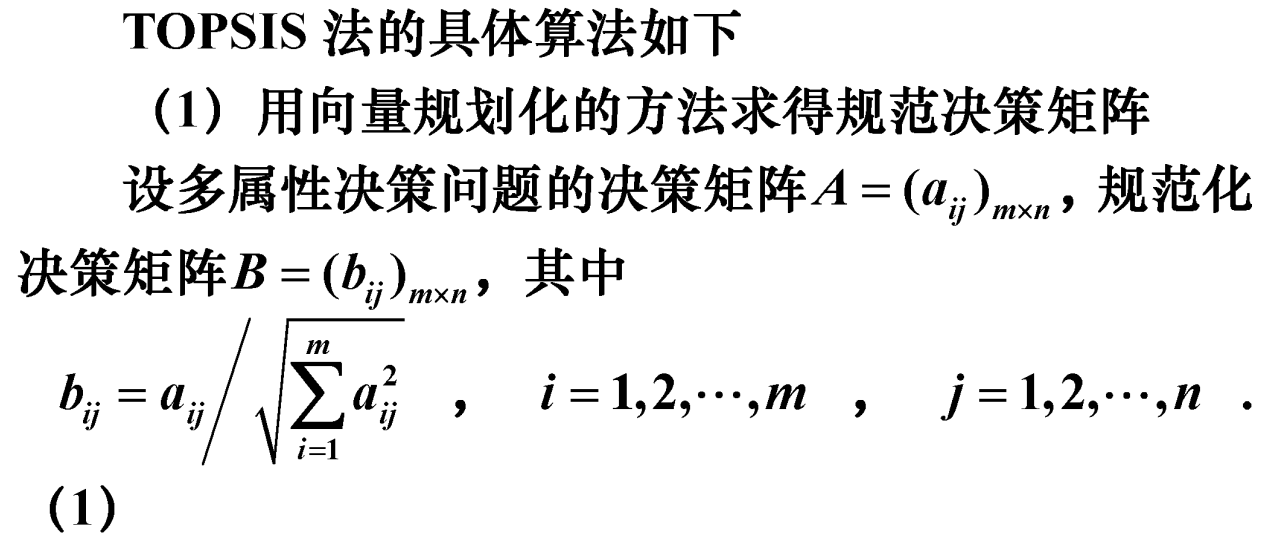 TOPSIS 法的具体算法如下
（1）用向量规划化的方法求得规范决策矩阵
设多属性决策问题的决策矩阵 $A=(a_{ij})_{m\times n}$，规范化
决策矩阵 $B=(b_{ij})_{m\times n}$，其中
$b_{ij}=a_{ij}\Big/\sqrt{\sum_{i=1}^{m}a_{ij}^{2}}$ ， $i=1,2,\cdots,m$ ， $j=1,2,\cdots,n$ .
（1）